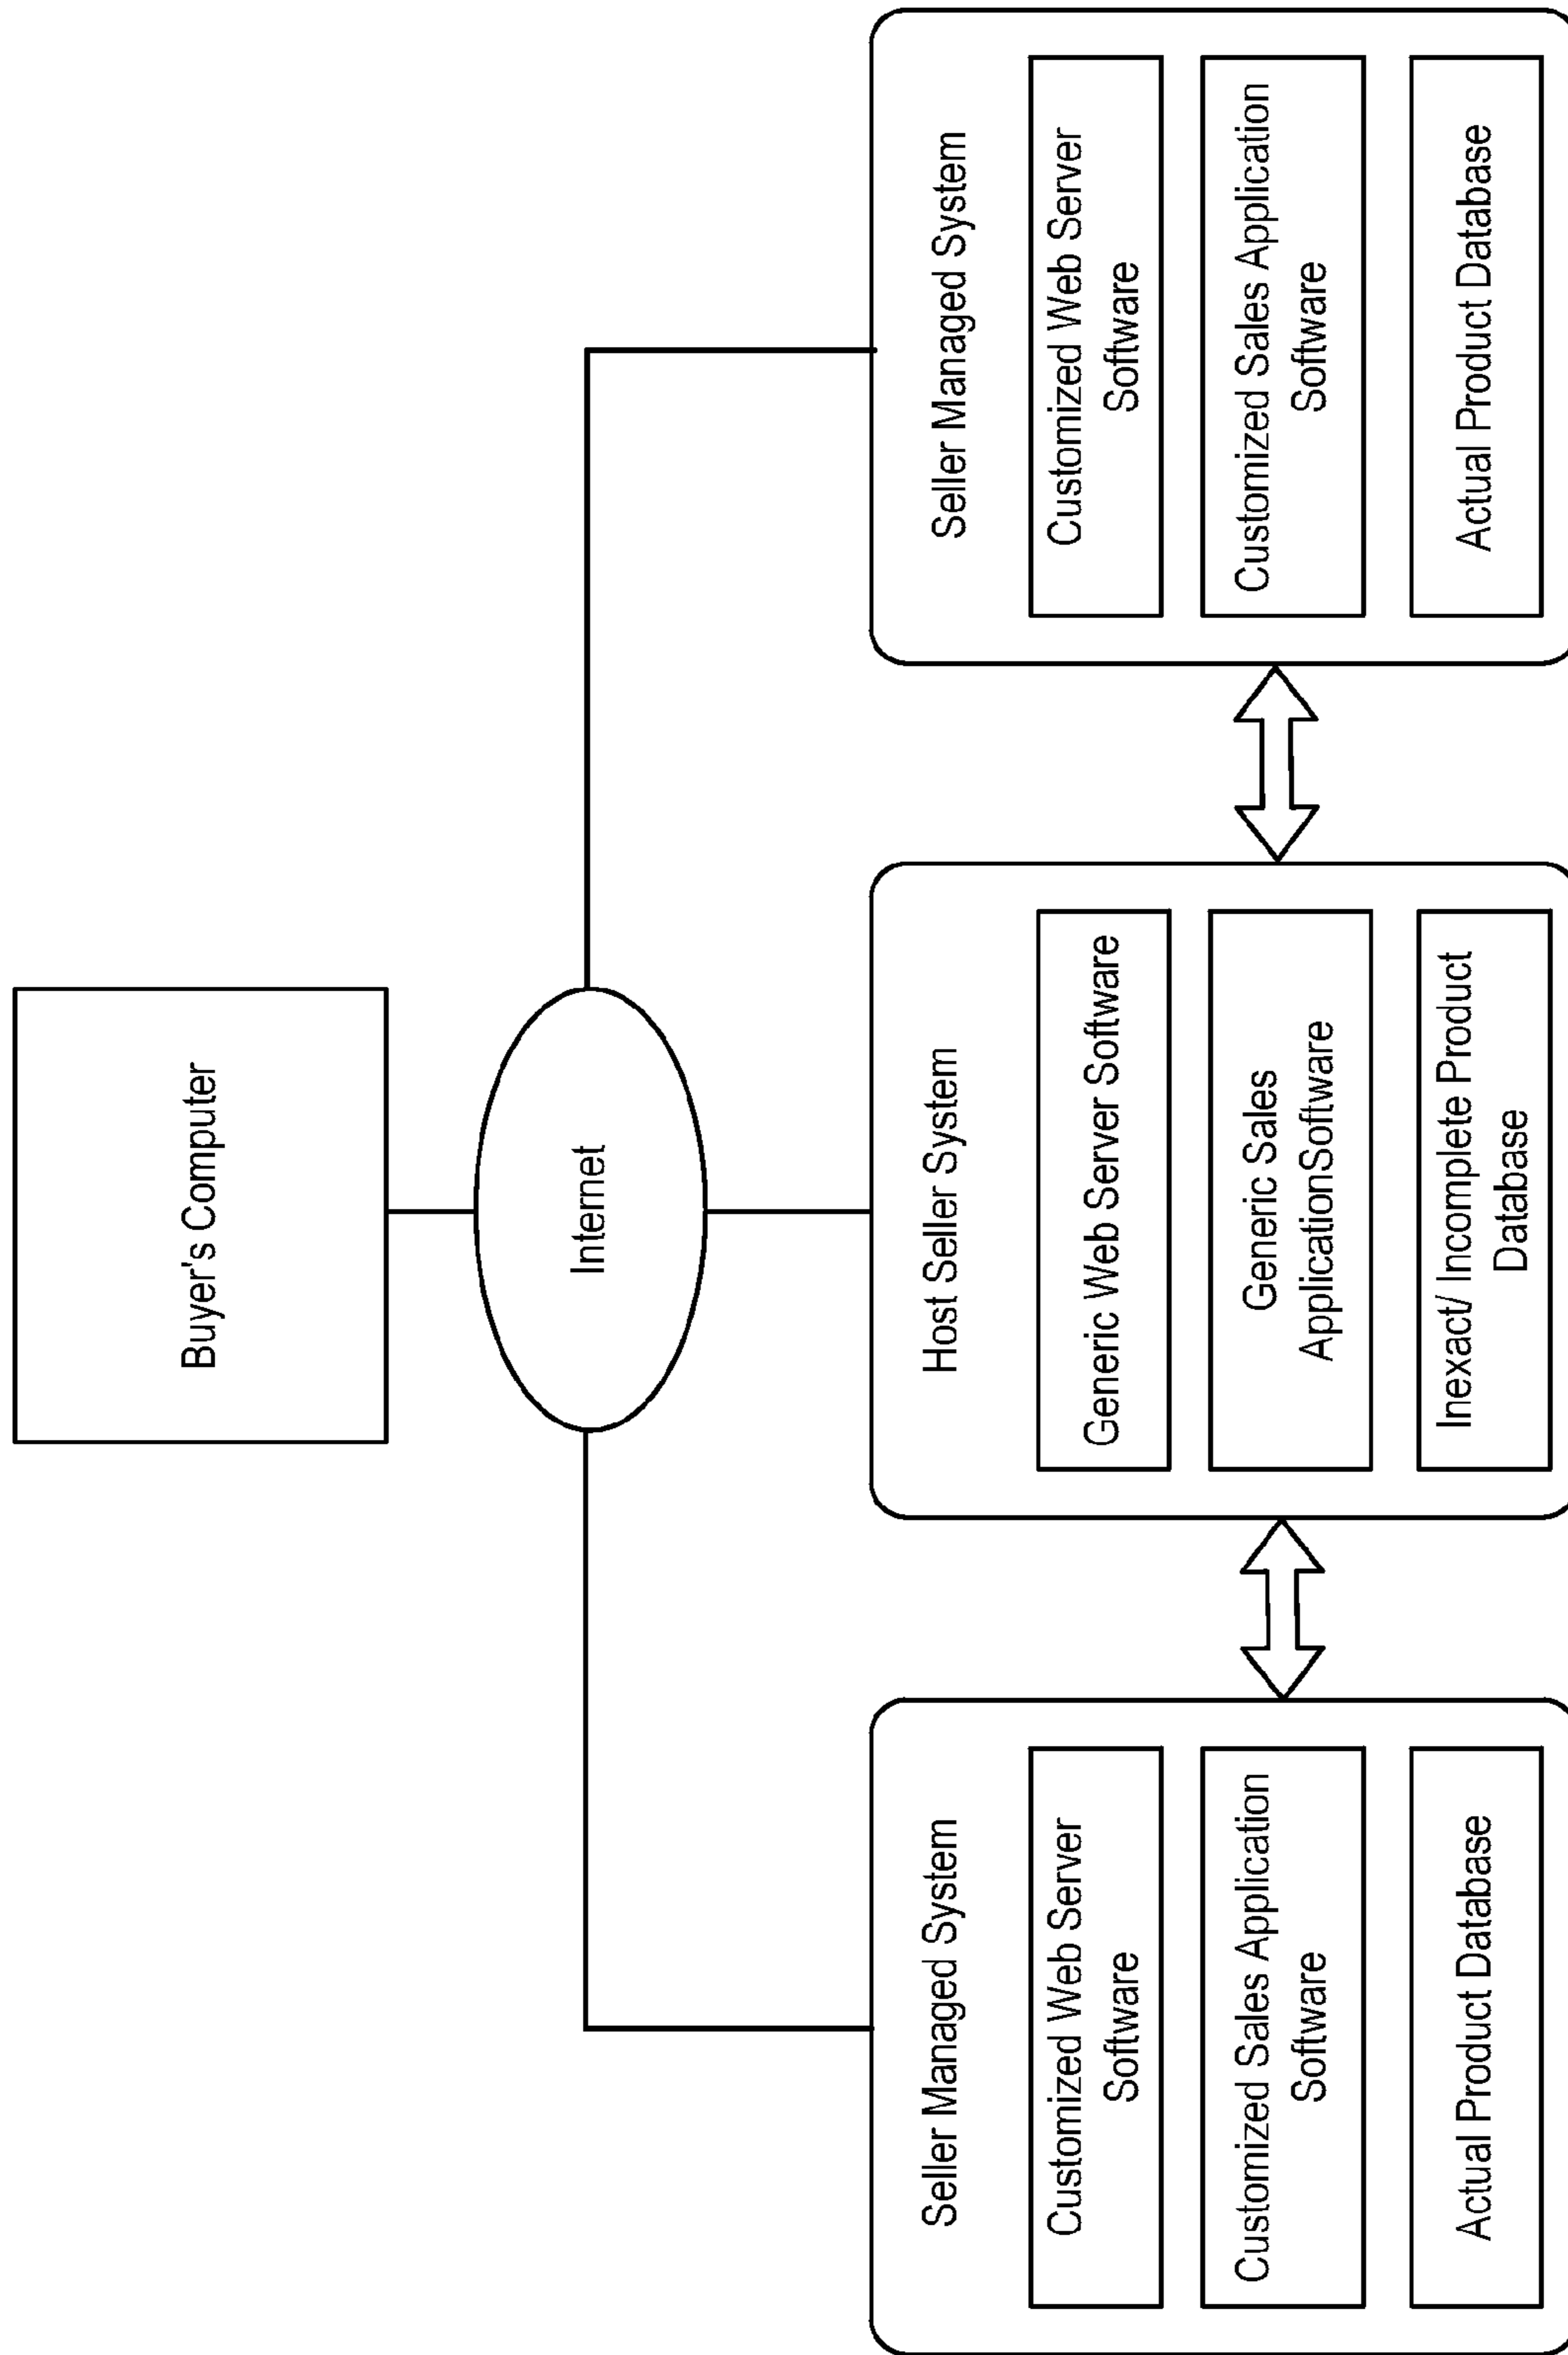 Buyer's Computer
Internet
Seller Managed System
Customized Web Server
Software
Customized Sales Application
Software
Actual Product Database
Host Seller System
Generic Web Server Software
Generic Sales
ApplicationSoftware
Inexact/ Incomplete Product
Database
Seller Managed System
Customized Web Server
Software
Customized Sales Application
Software
Actual Product Database